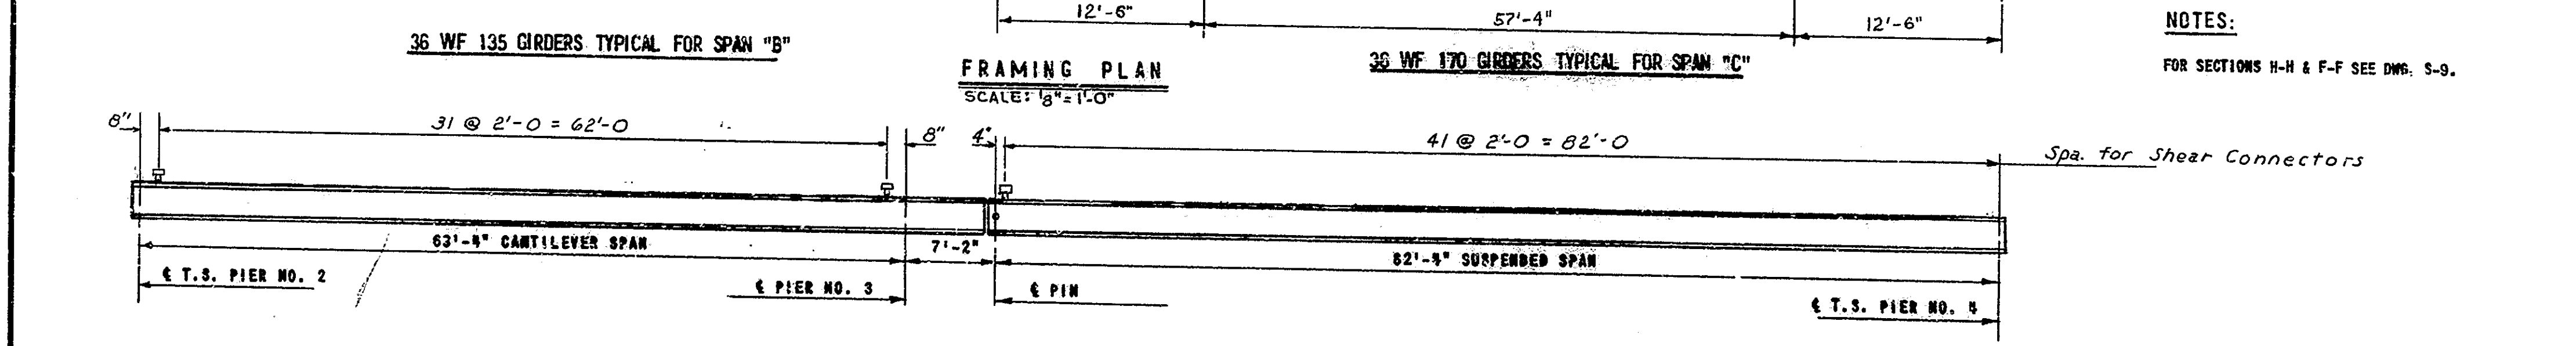 12'-6"
57'-4"
12'-6"
NOTES:
36 WF 135 GIRDERS TYPICAL FOR SPAN "B"
FRAMING PLAN
SCALE: 1/8"=1'-0"
36 WF 170 GIRDERS TYPICAL FOR SPAN "C"
FOR SECTIONS H-H & F-F SEE DWG. S-9.
8"
31 @ 2'-0 = 62'-0
8"
4"
41 @ 2'-0 = 82'-0
Spa. for Shear Connectors
63'-4" CANTILEVER SPAN
7'-2"
82'-4" SUSPENDED SPAN
℄ T.S. PIER NO. 2
℄ PIER NO. 3
℄ PIN
℄ T.S. PIER NO. 4